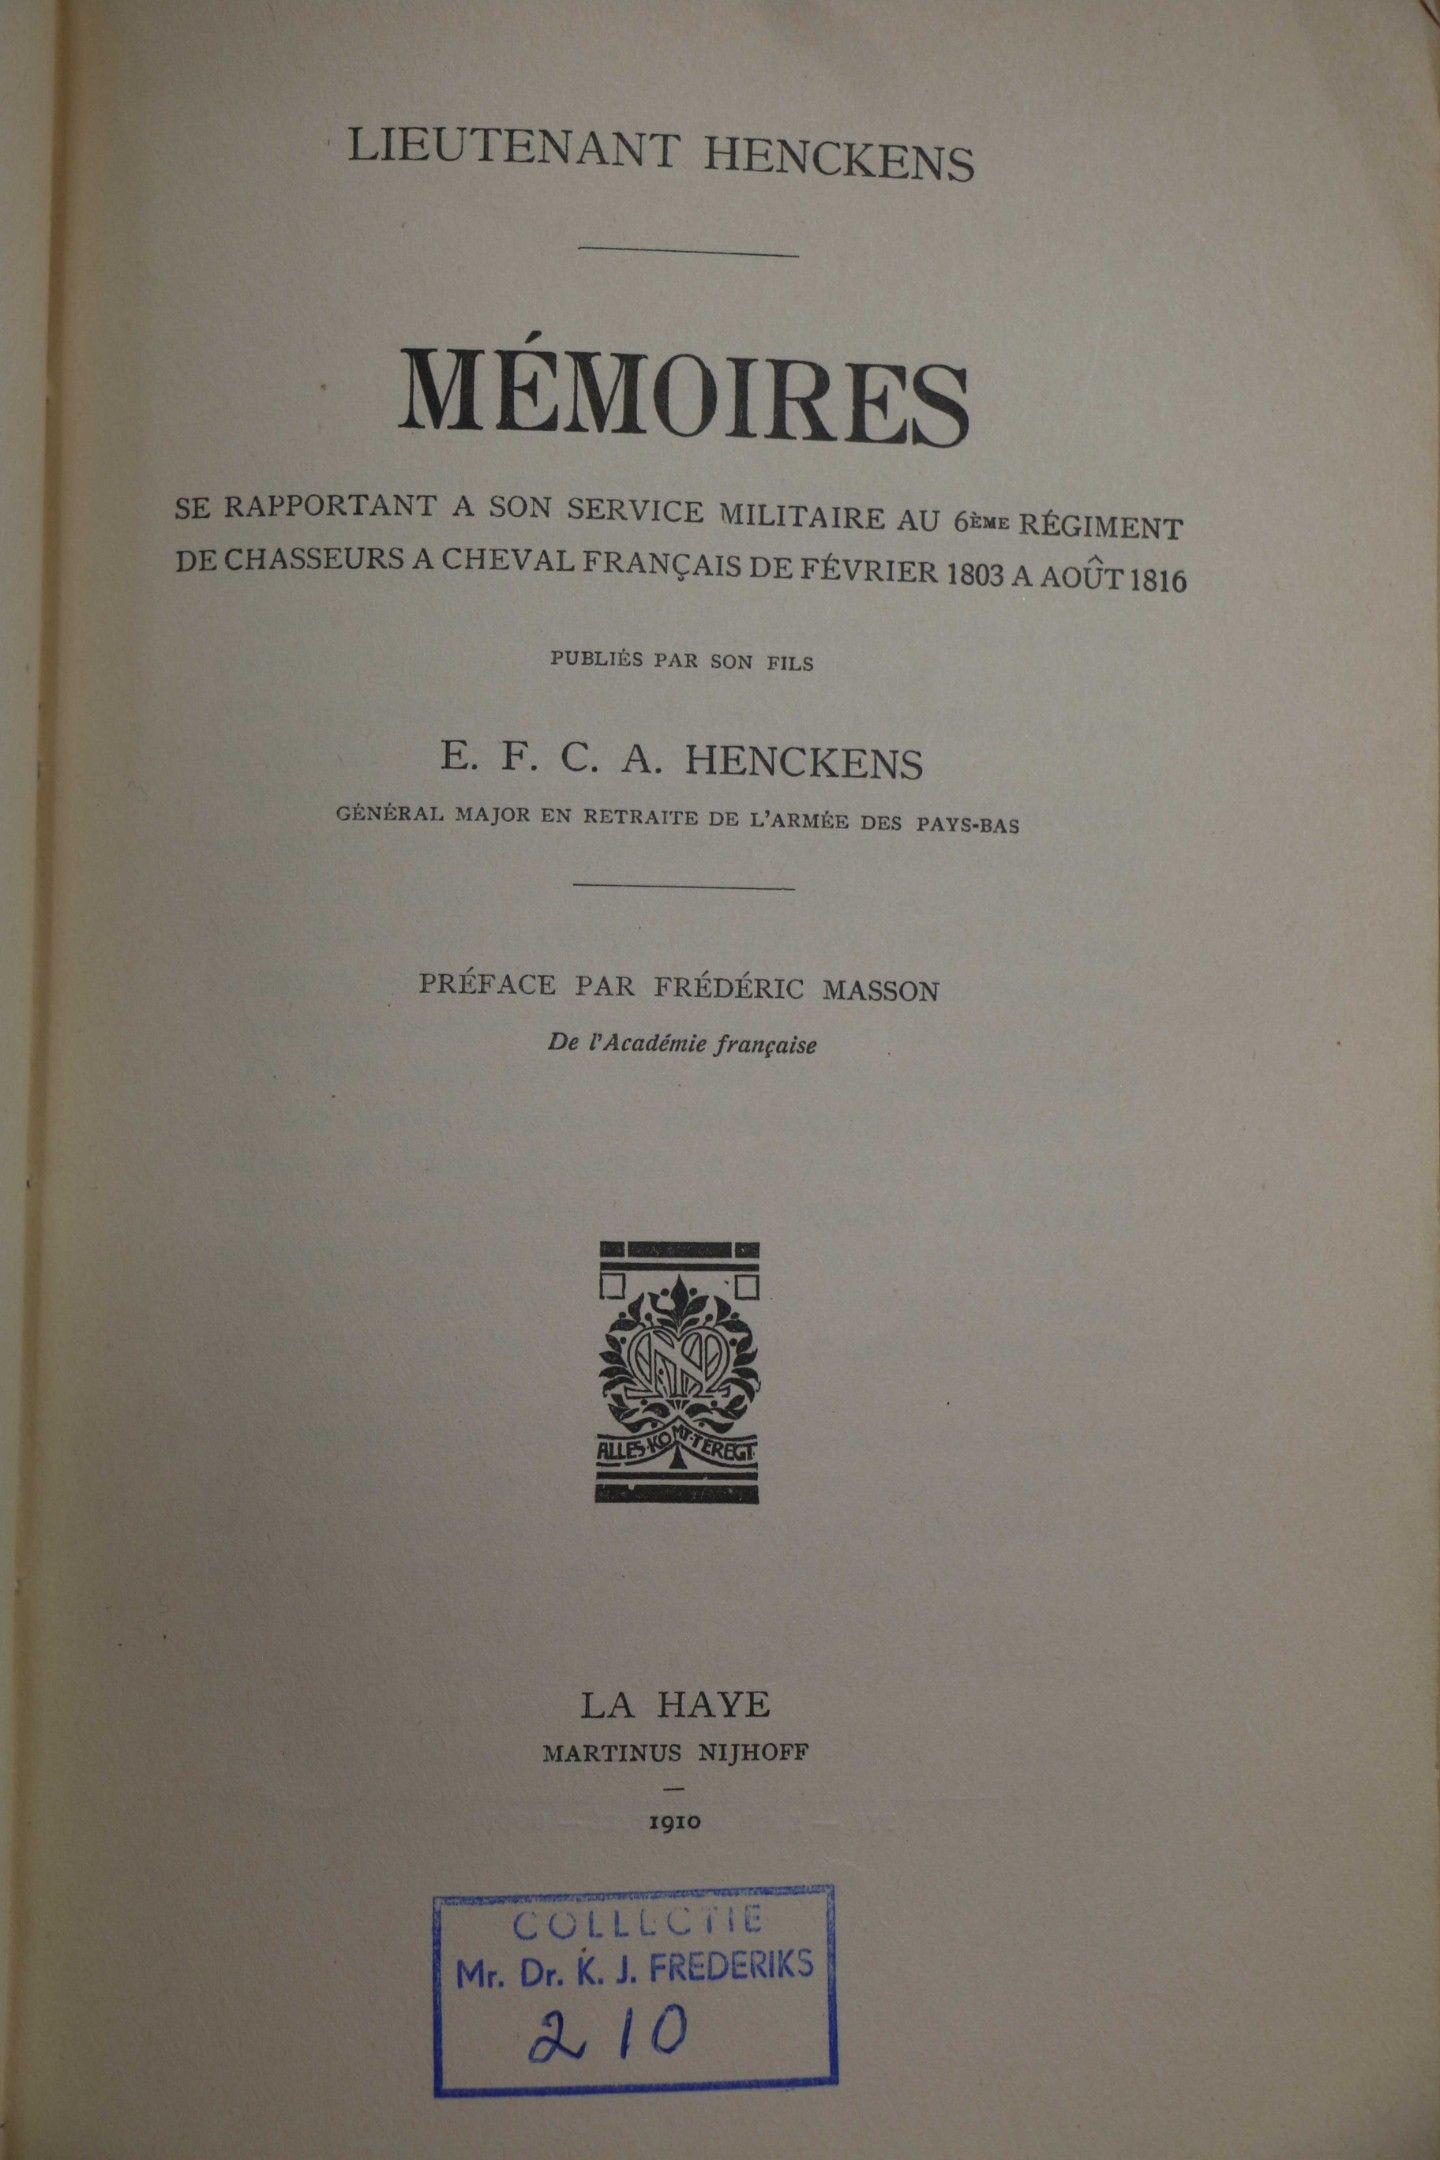 LIEUTENANT HENCKENS
MÉMOIRES
SE RAPPORTANT A SON SERVICE MILITAIRE AU 6ÈME RÉGIMENT
DE CHASSEURS A CHEVAL FRANÇAIS DE FÉVRIER 1803 A AOÛT 1816
PUBLIÉS PAR SON FILS
E. F. C. A. HENCKENS
GÉNÉRAL MAJOR EN RETRAITE DE L'ARMÉE DES PAYS-BAS
PRÉFACE PAR FRÉDÉRIC MASSON
De l'Académie française
ALLES·KOMT·TERECHT
LA HAYE
MARTINUS NIJHOFF
1910
COLLECTIE
Mr. Dr. K. J. FREDERIKS
210